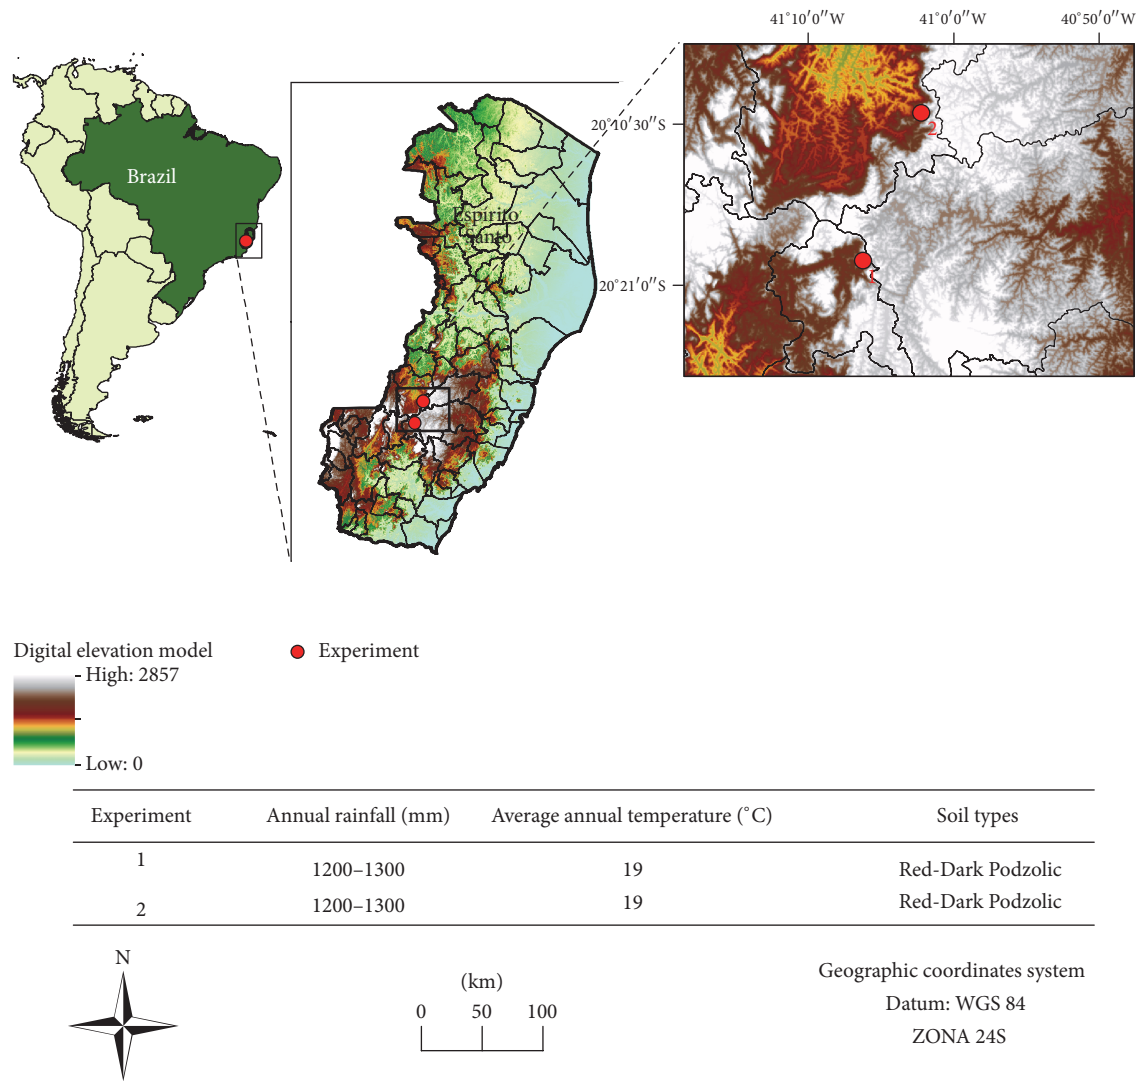 41°10′0″W 41°0′0″W 40°50′0″W
20°10′30″S
20°21′0″S
Brazil
Espírito
Santo
2
1
Digital elevation model
High: 2857
Low: 0
Experiment
Experiment Annual rainfall (mm) Average annual temperature (°C) Soil types
1 1200–1300 19 Red-Dark Podzolic
2 1200–1300 19 Red-Dark Podzolic
N
(km)
0 50 100
Geographic coordinates system
Datum: WGS 84
ZONA 24S